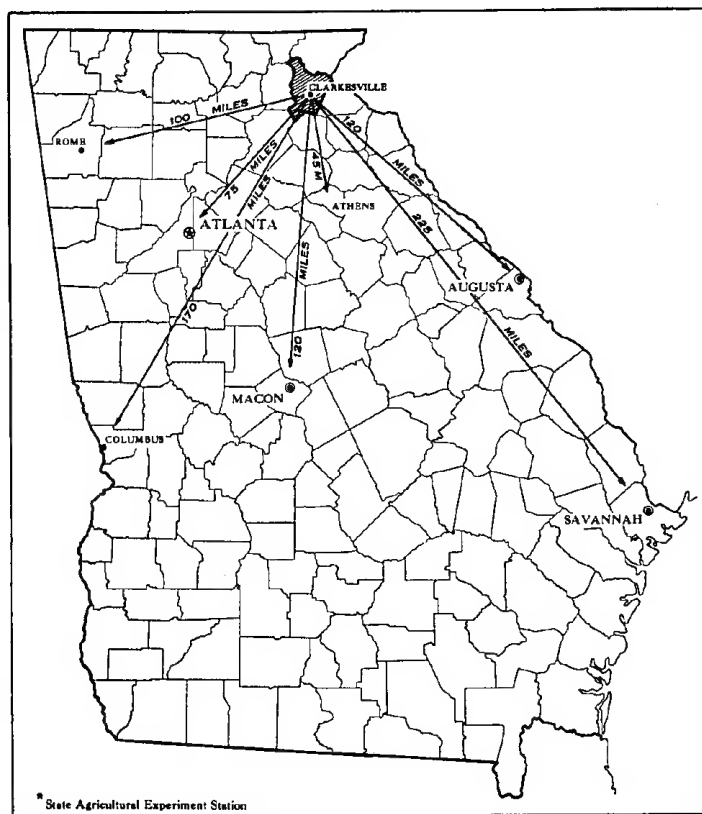 CLARKESVILLE
100 MILES
ROME
120
MILES
75 MILES
MILES
170
45 M
ATHENS
ATLANTA
225
MILES
MILES
120
AUGUSTA
MACON
COLUMBUS
SAVANNAH
* State Agricultural Experiment Station